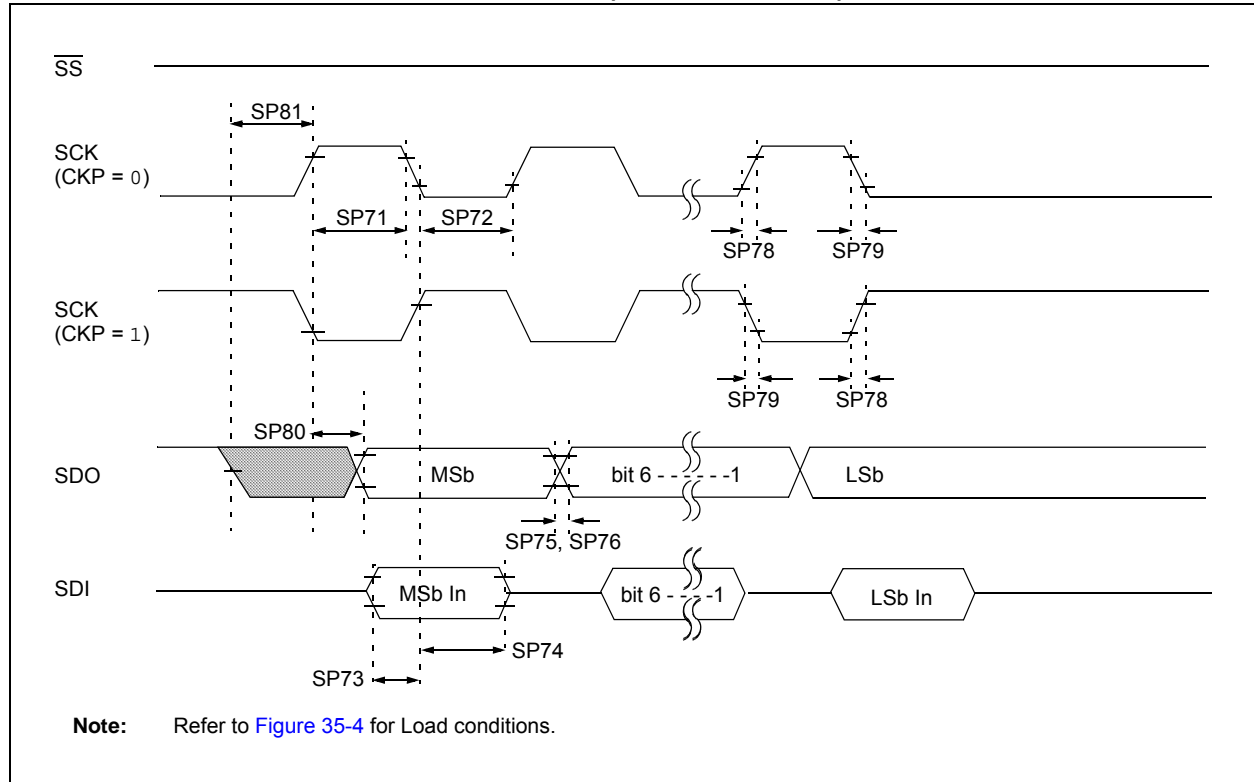 SS
SP81
SCK
(CKP = 0)
SP71
SP72
SP78
SP79
SCK
(CKP = 1)
SP79
SP78
SP80
SDO
MSb
bit 6 - - - - - -1
LSb
SP75, SP76
SDI
MSb In
bit 6 - - - -1
LSb In
SP74
SP73
Note: Refer to Figure 35-4 for Load conditions.